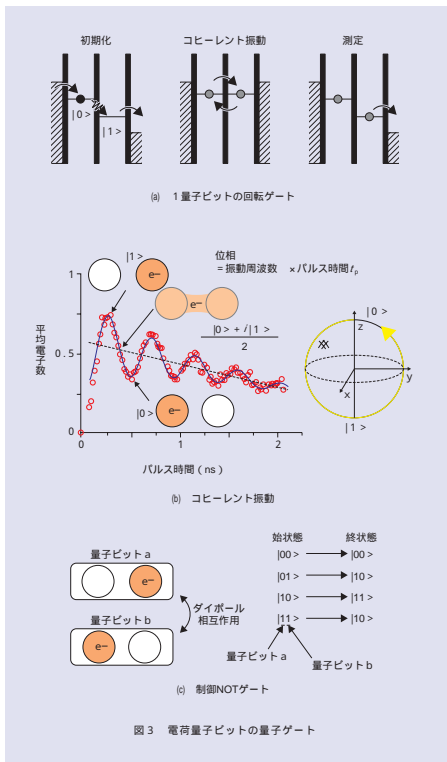 初期化
コヒーレント振動
測定
|0>
|1>
(a) 1量子ビットの回転ゲート
|1>
位相
=振動周波数 ×パルス時間tp
e−
e−
|0> + i|1>
2
|0>
e−
1
0.5
0
平均電子数
0
1
2
パルス時間（ns）
|0>
z
y
x
|1>
(b) コヒーレント振動
量子ビットa
e−
量子ビットb
e−
ダイポール
相互作用
始状態 終状態
|00> |00>
|01> |10>
|10> |11>
|11> |10>
量子ビットa
量子ビットb
(c) 制御NOTゲート
図3 電荷量子ビットの量子ゲート